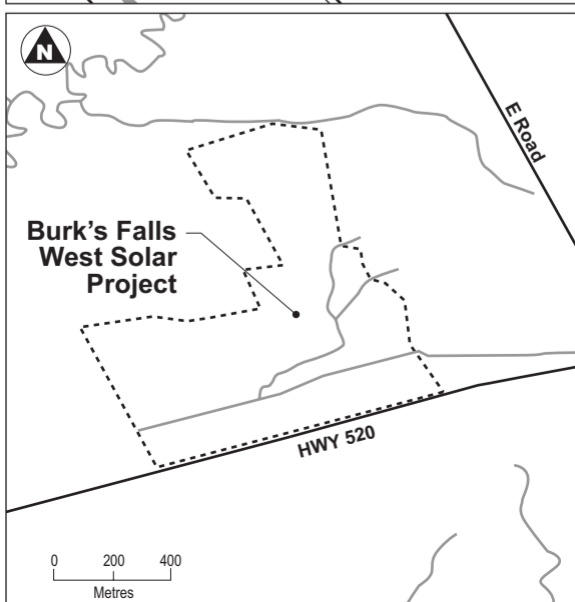 N
E Road
Burk's Falls
West Solar
Project
HWY 520
0 200 400
Metres